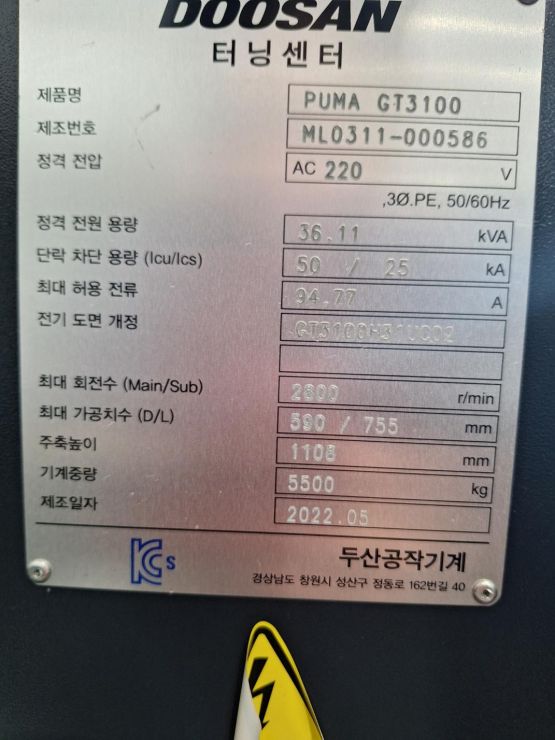 DOOSAN
터닝센터
제품명 PUMA GT3100
제조번호 ML0311-000586
정격 전압 AC 220 V
,3Ø.PE, 50/60Hz
정격 전원 용량 36.11 kVA
단락 차단 용량 (Icu/Ics) 50 / 25 kA
최대 허용 전류 94.77 A
전기 도면 개정 GT3100H31UCD2
최대 회전수 (Main/Sub) 2800 r/min
최대 가공치수 (D/L) 590 / 755 mm
주축높이 1108 mm
기계중량 5500 kg
제조일자 2022.05
KCs 두산공작기계
경상남도 창원시 성산구 정동로 162번길 40